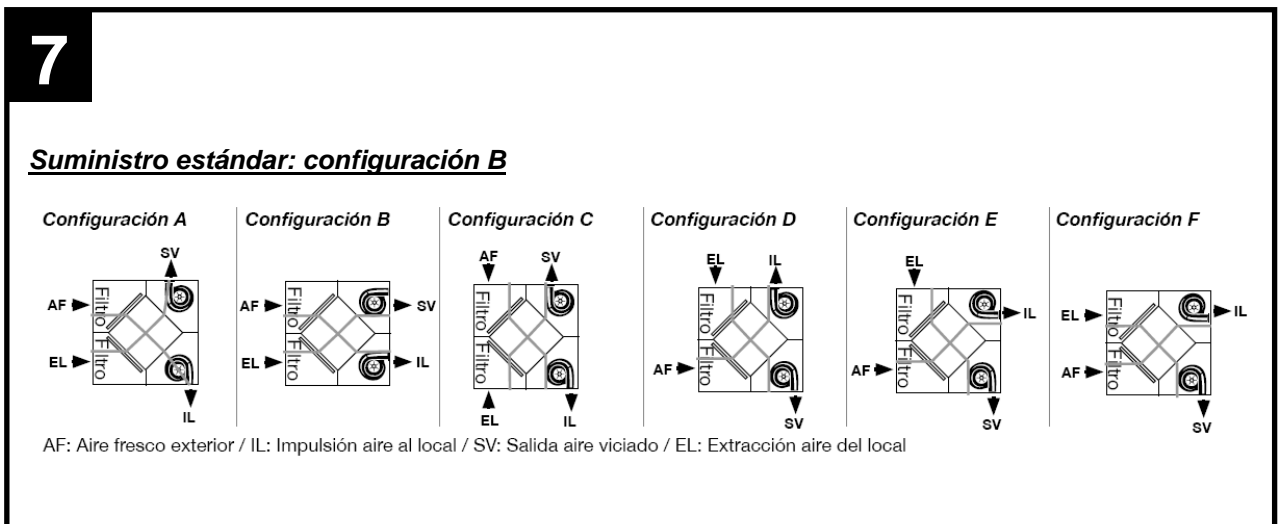 7
Suministro estándar: configuración B
Configuración A
Configuración B
Configuración C
Configuración D
Configuración E
Configuración F
SV
AF
Filtro
EL
Filtro
IL
AF
Filtro
SV
EL
Filtro
IL
AF
SV
Filtro
Filtro
EL
IL
EL
IL
Filtro
AF
Filtro
SV
EL
Filtro
IL
AF
Filtro
SV
EL
Filtro
IL
AF
Filtro
SV
AF: Aire fresco exterior / IL: Impulsión aire al local / SV: Salida aire viciado / EL: Extracción aire del local